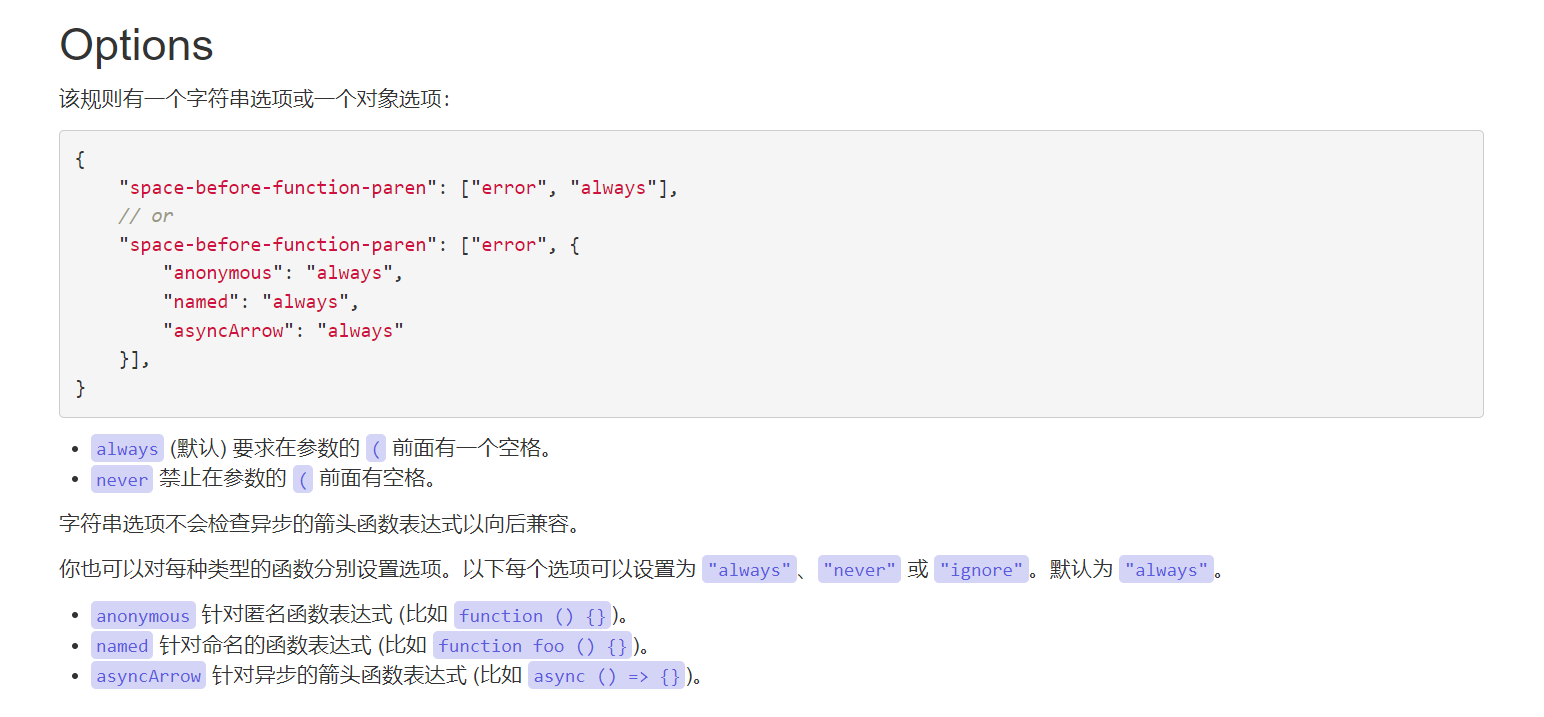 Options
该规则有一个字符串选项或一个对象选项：
{
    "space-before-function-paren": ["error", "always"],
    // or
    "space-before-function-paren": ["error", {
        "anonymous": "always",
        "named": "always",
        "asyncArrow": "always"
    }],
}
• always (默认) 要求在参数的 ( 前面有一个空格。
• never 禁止在参数的 ( 前面有空格。
字符串选项不会检查异步的箭头函数表达式以向后兼容。
你也可以对每种类型的函数分别设置选项。以下每个选项可以设置为 "always"、"never" 或 "ignore"。默认为 "always"。
• anonymous 针对匿名函数表达式 (比如 function () {})。
• named 针对命名的函数表达式 (比如 function foo () {})。
• asyncArrow 针对异步的箭头函数表达式 (比如 async () => {})。